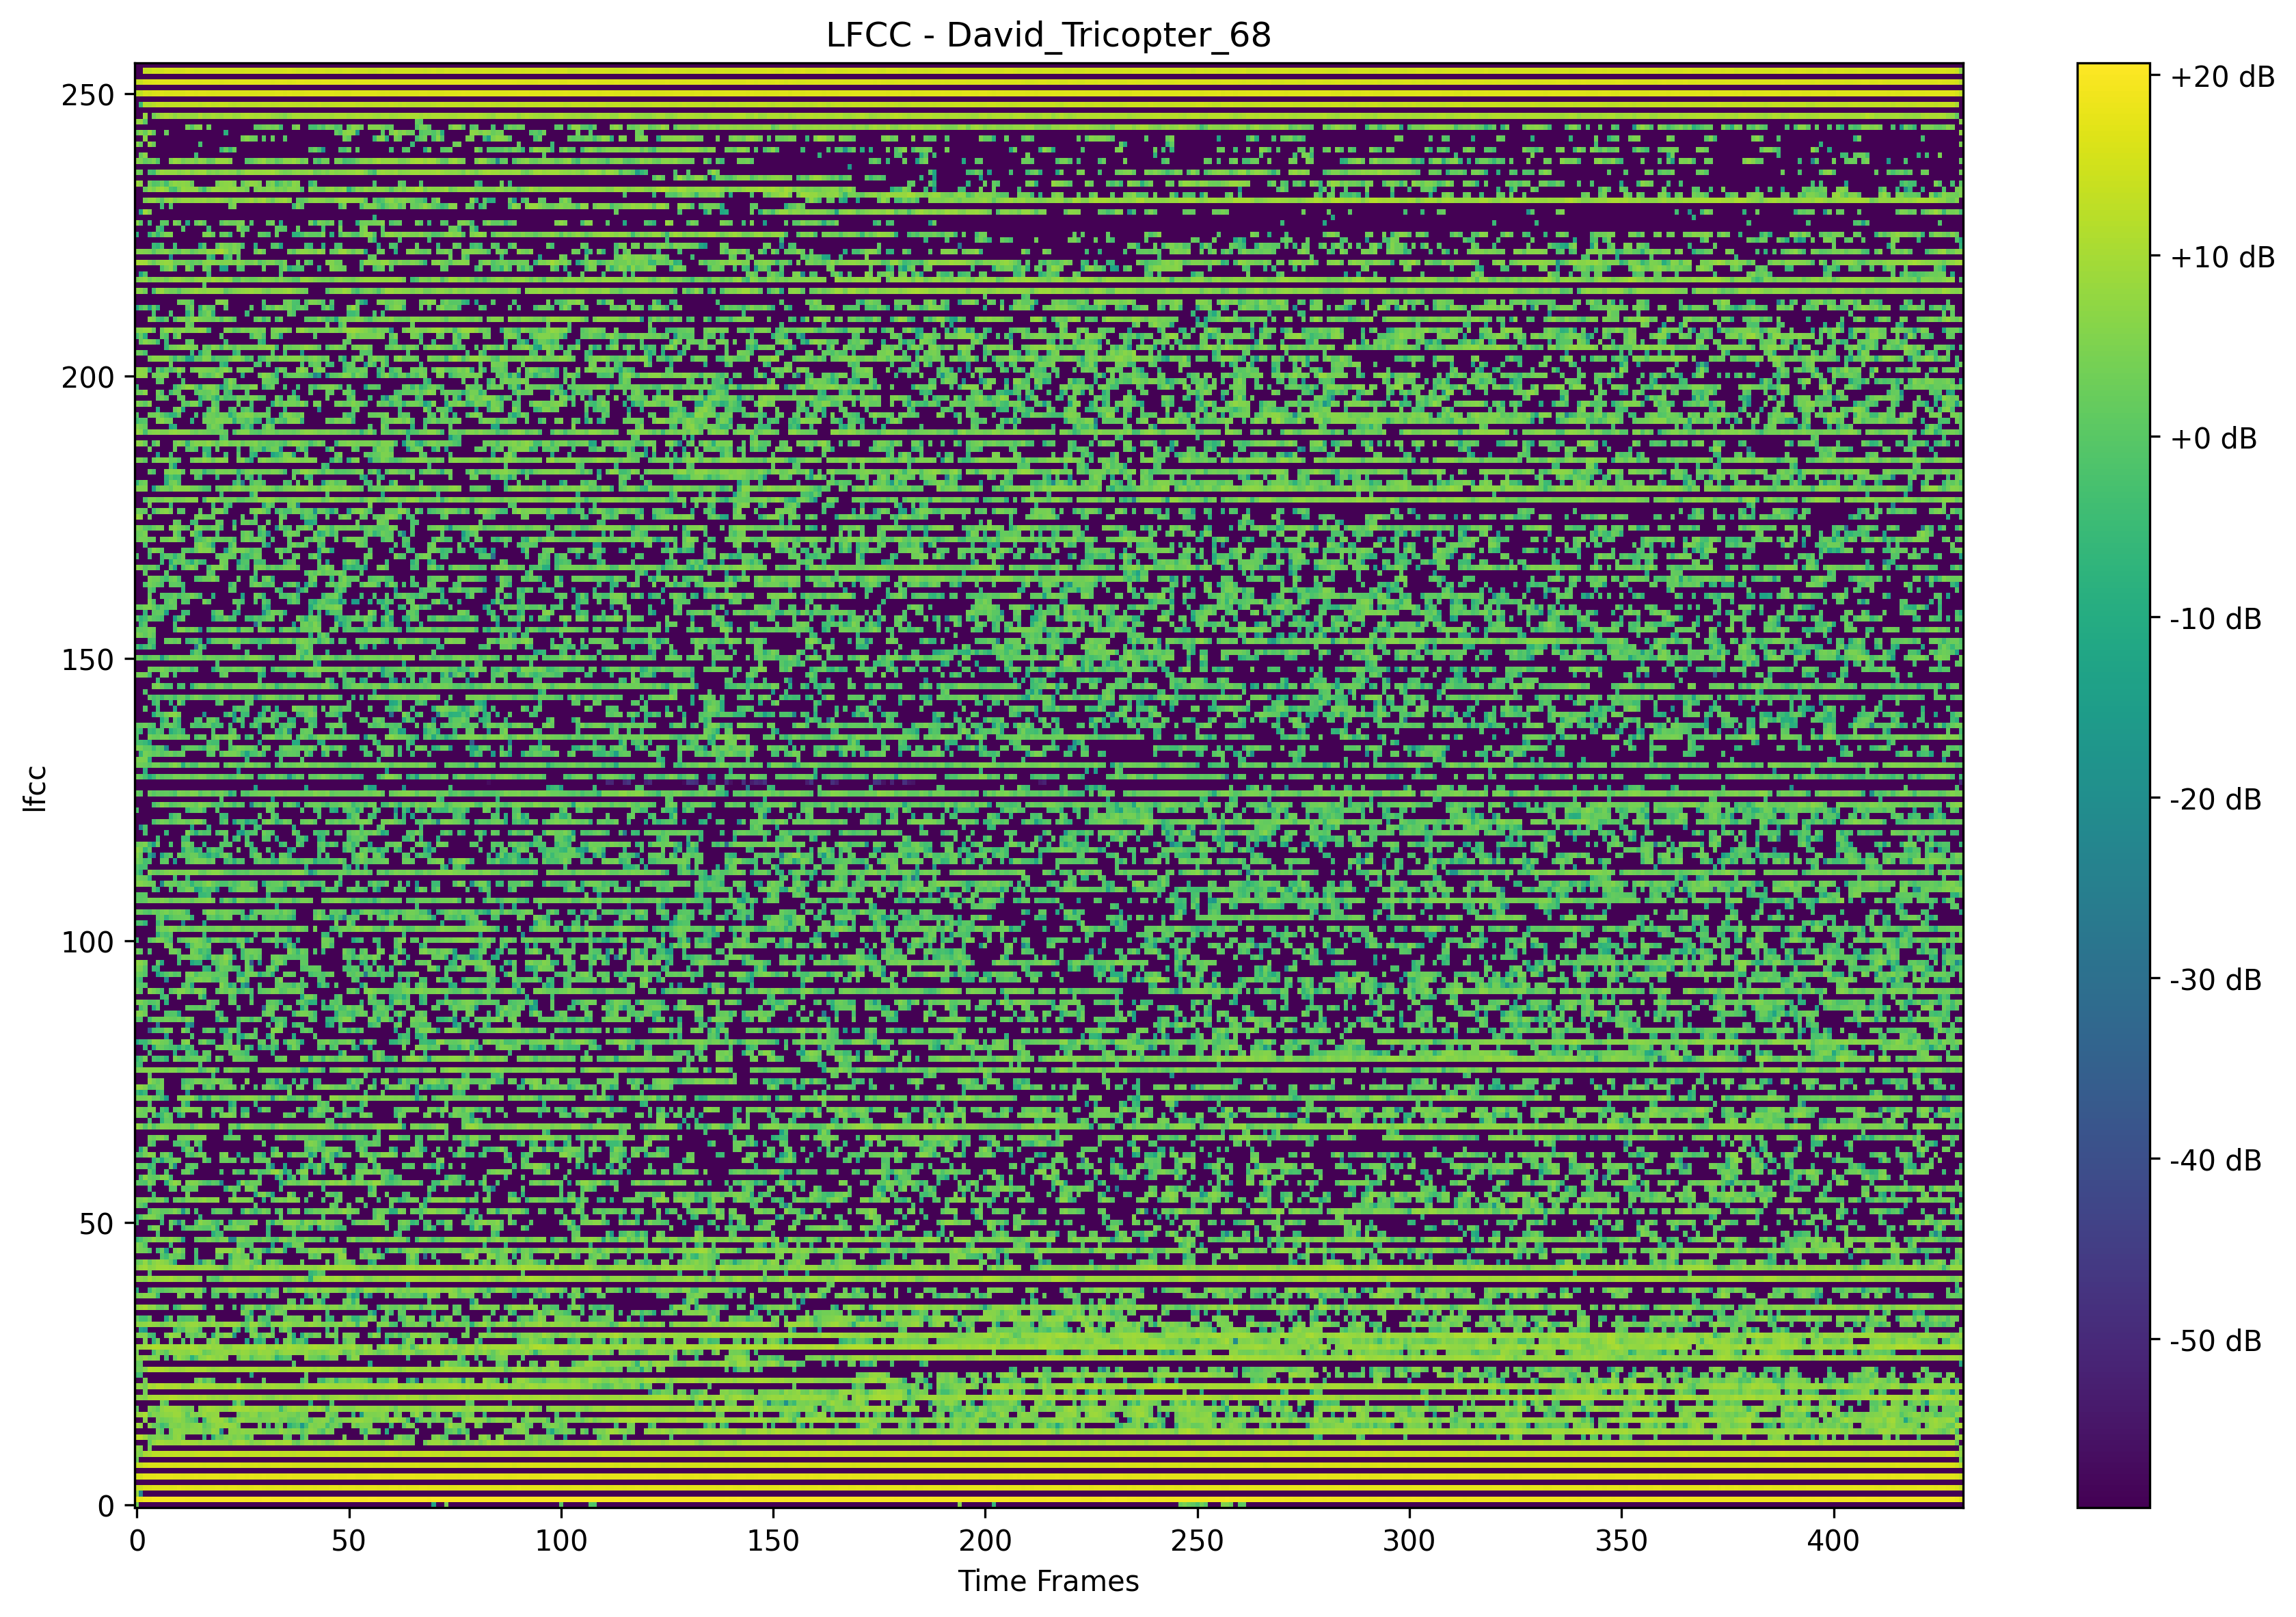 LFCC - David_Tricopter_68
250
200
150
100
50
0
lfcc
0 50 100 150 200 250 300 350 400
Time Frames
+20 dB
+10 dB
+0 dB
-10 dB
-20 dB
-30 dB
-40 dB
-50 dB